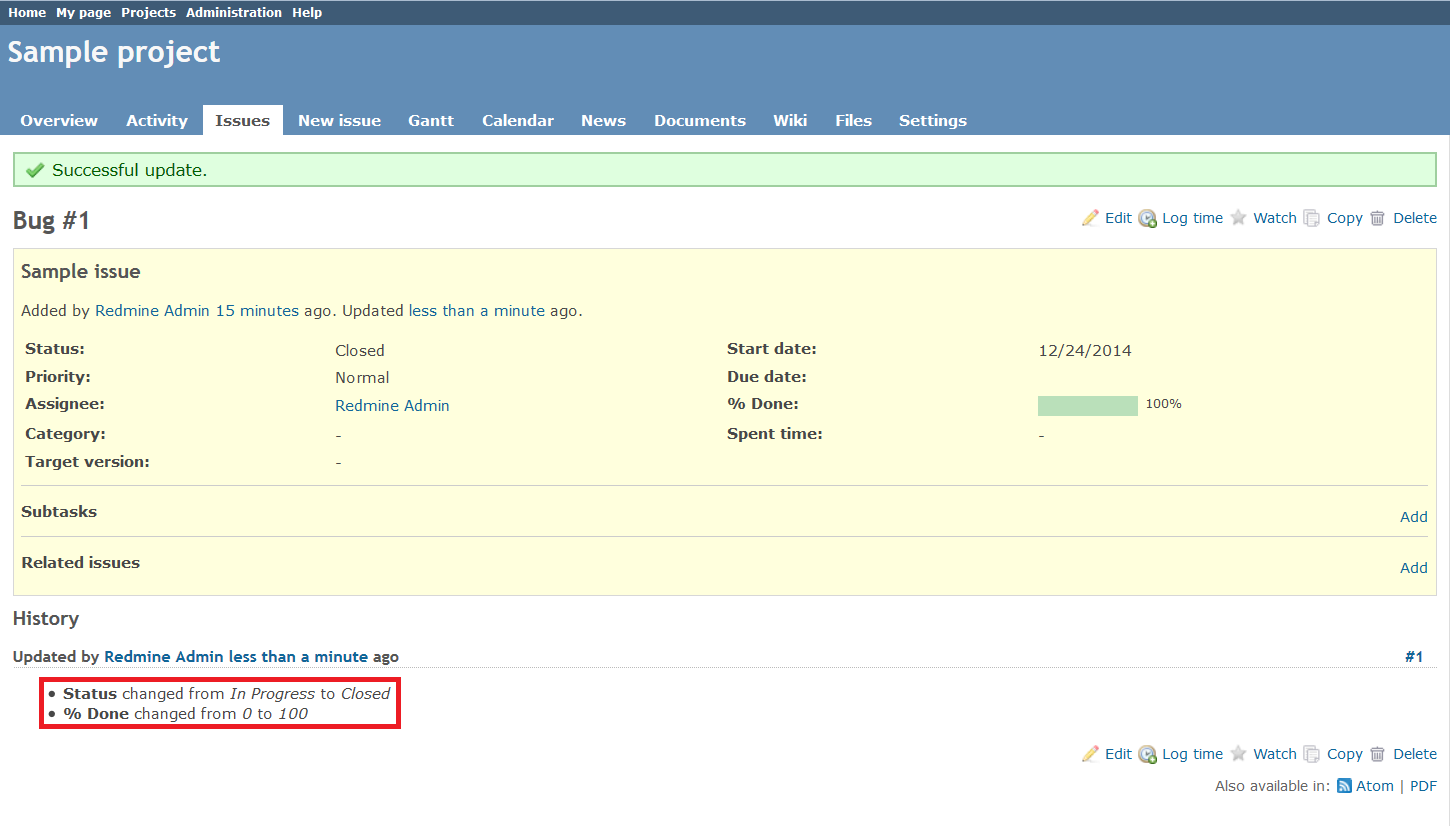 Home My page Projects Administration Help
Sample project
Overview Activity Issues New issue Gantt Calendar News Documents Wiki Files Settings
Successful update.
Bug #1 Edit Log time Watch Copy Delete
Sample issue
Added by Redmine Admin 15 minutes ago. Updated less than a minute ago.
Status: Closed Start date: 12/24/2014
Priority: Normal Due date:
Assignee: Redmine Admin % Done: 100%
Category: - Spent time: -
Target version: -
Subtasks Add
Related issues Add
History
Updated by Redmine Admin less than a minute ago #1
• Status changed from In Progress to Closed
• % Done changed from 0 to 100
Edit Log time Watch Copy Delete
Also available in: Atom | PDF